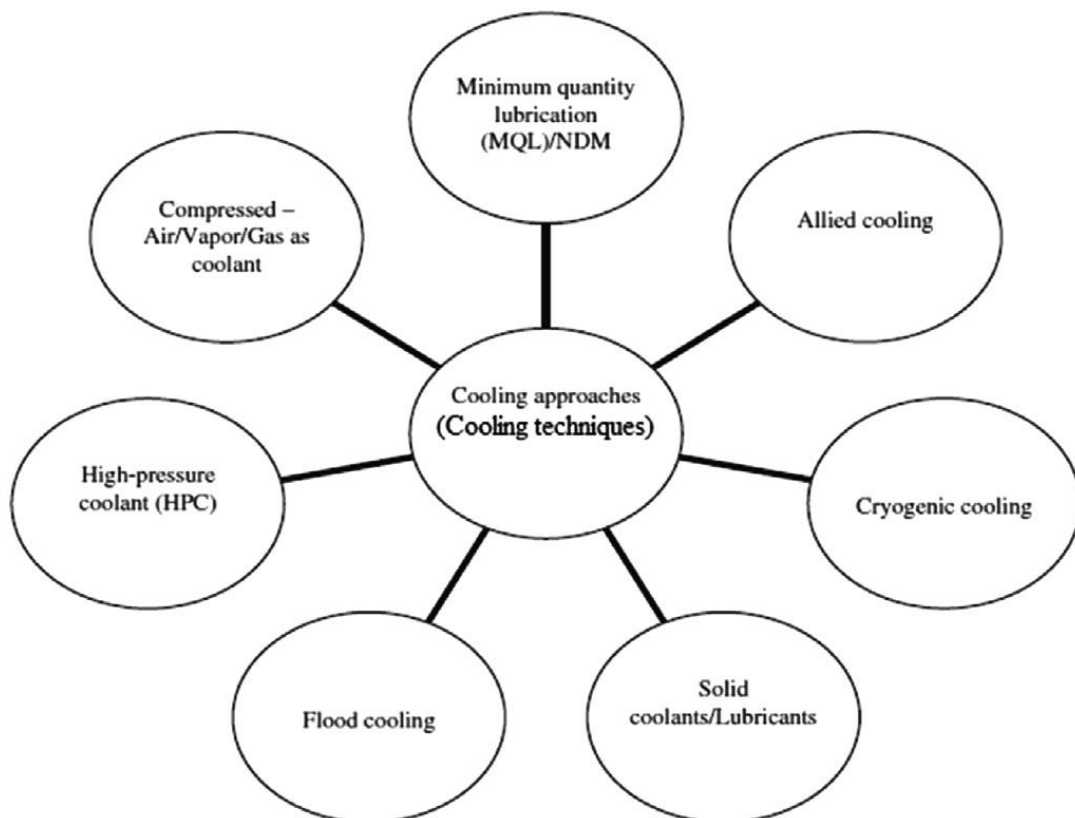 Minimum quantity
lubrication
(MQL)/NDM
Compressed –
Air/Vapor/Gas as
coolant
Allied cooling
Cooling approaches
(Cooling techniques)
High-pressure
coolant (HPC)
Cryogenic cooling
Flood cooling
Solid
coolants/Lubricants